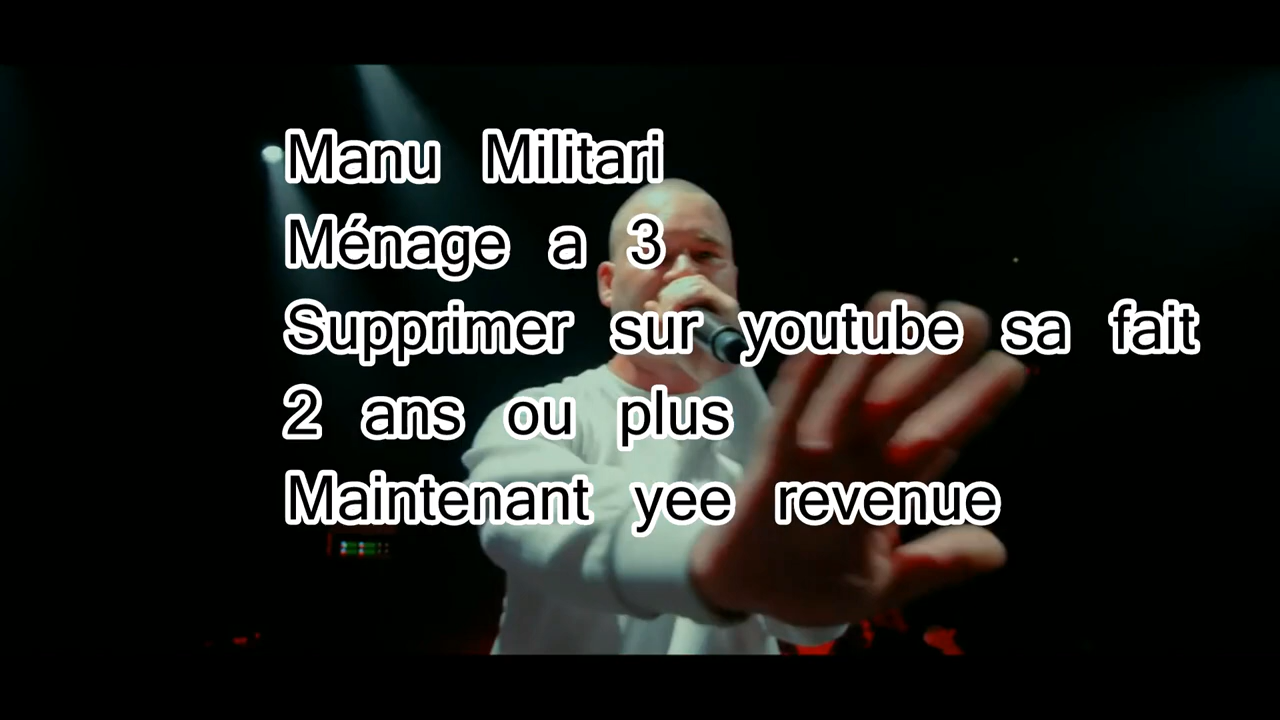 Manu Militari
Ménage a 3
Supprimer sur youtube sa fait
2 ans ou plus
Maintenant yee revenue